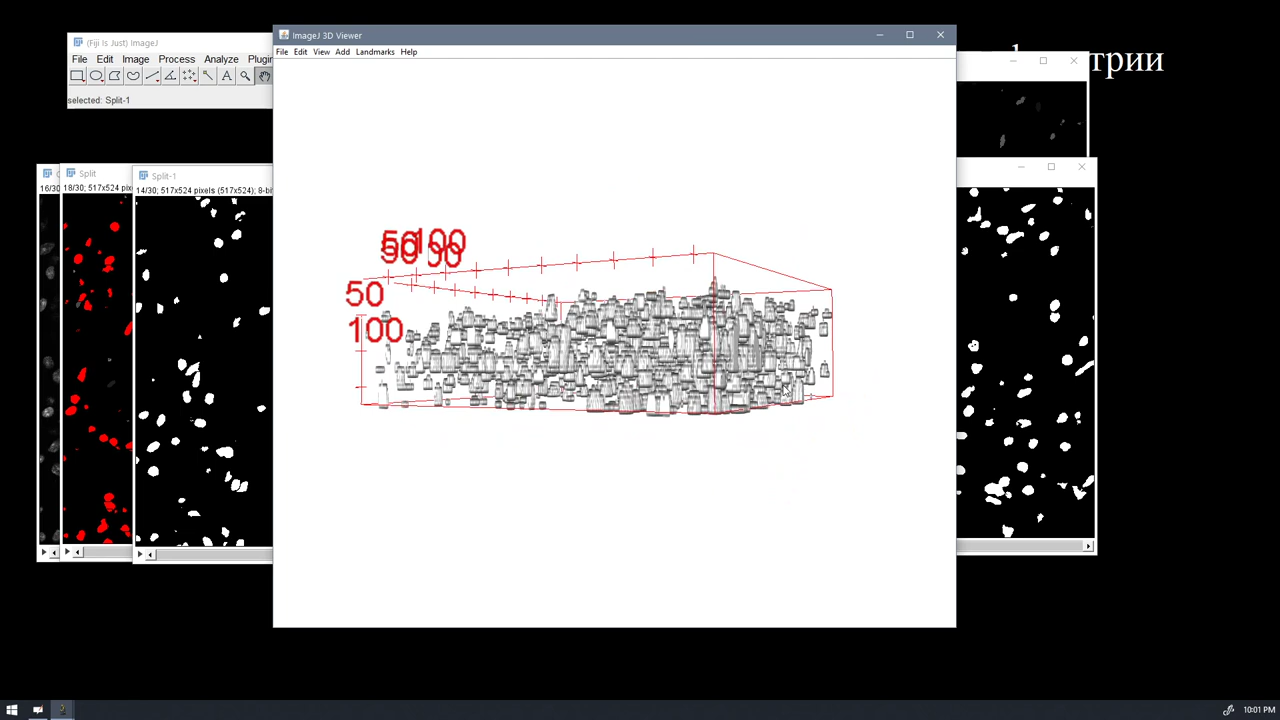 (Fiji Is Just) ImageJ
File Edit Image Process Analyze Plugin
selected: Split-1
ImageJ 3D Viewer
File Edit View Add Landmarks Help
трии
16/30
Split
18/30; 517x524 pix
Split-1
14/30; 517x524 pixels (517x524); 8-bi
50
50
100
50
100
10:01 PM